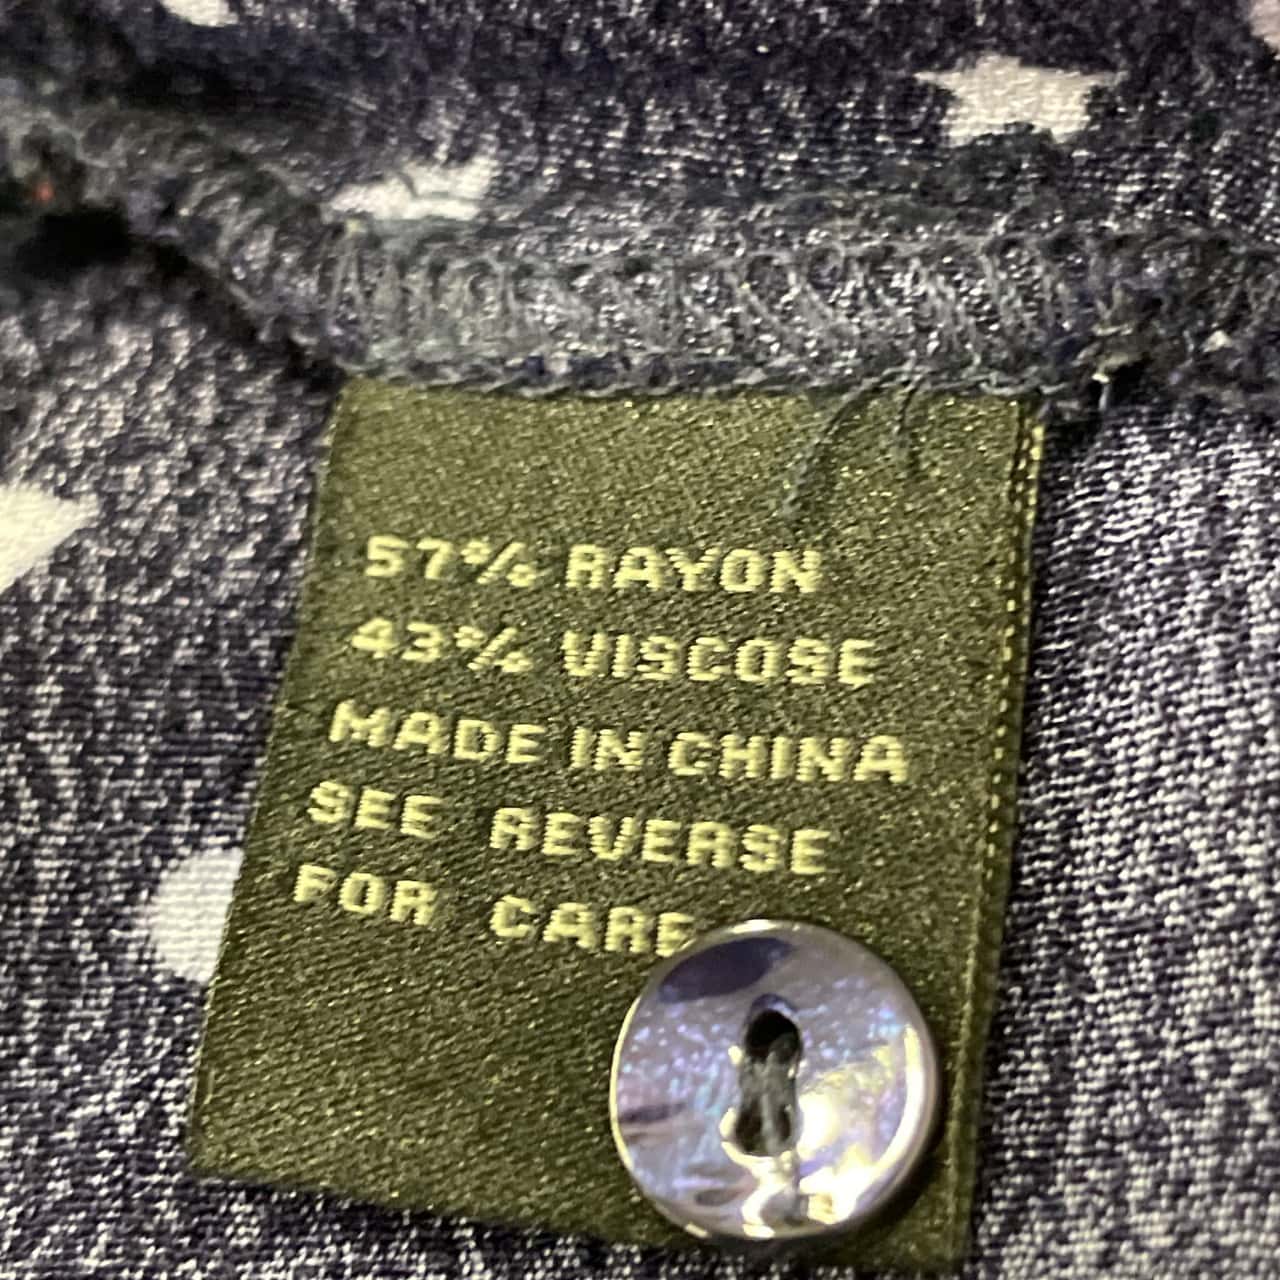 57% RAYON
43% VISCOSE
MADE IN CHINA
SEE REVERSE
FOR CARE